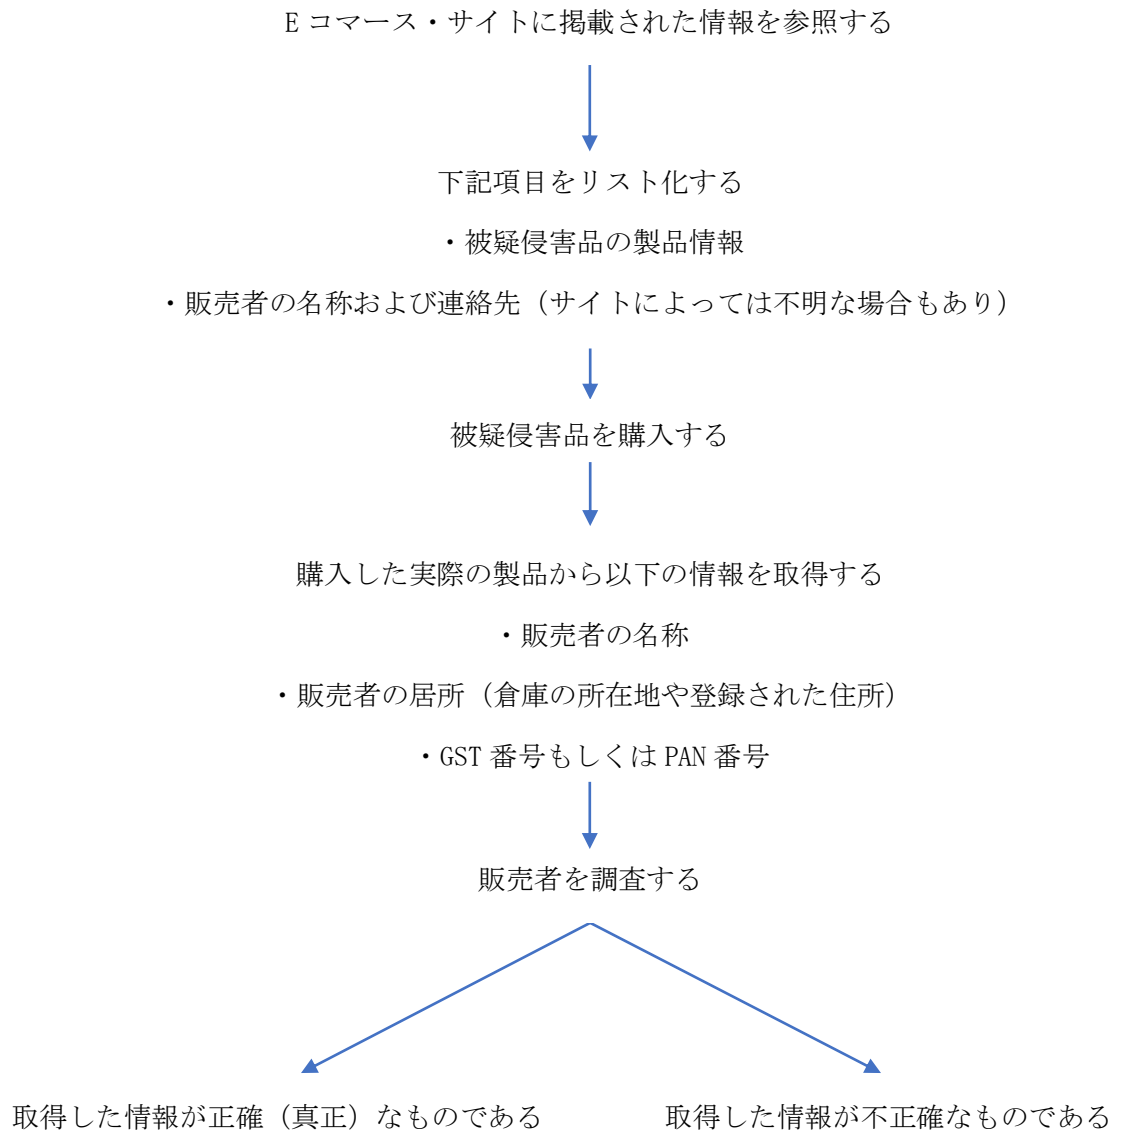 E コマース・サイトに掲載された情報を参照する
下記項目をリスト化する
・被疑侵害品の製品情報
・販売者の名称および連絡先（サイトによっては不明な場合もあり）
被疑侵害品を購入する
購入した実際の製品から以下の情報を取得する
・販売者の名称
・販売者の居所（倉庫の所在地や登録された住所）
・GST 番号もしくは PAN 番号
販売者を調査する
取得した情報が正確（真正）なものである
取得した情報が不正確なものである